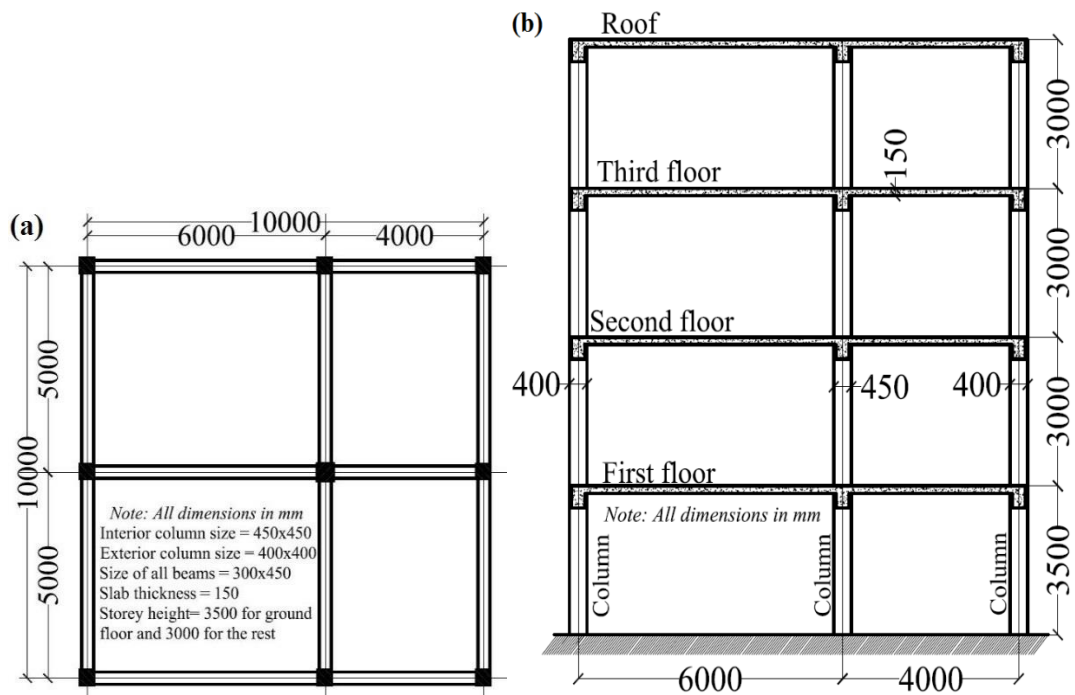 (a)
10000
6000
4000
5000
10000
5000
Note: All dimensions in mm
Interior column size = 450x450
Exterior column size = 400x400
Size of all beams = 300x450
Slab thickness = 150
Storey height= 3500 for ground
floor and 3000 for the rest
(b)
Roof
3000
150
Third floor
3000
Second floor
400
450
400
3000
First floor
Note: All dimensions in mm
Column
Column
Column
3500
6000
4000